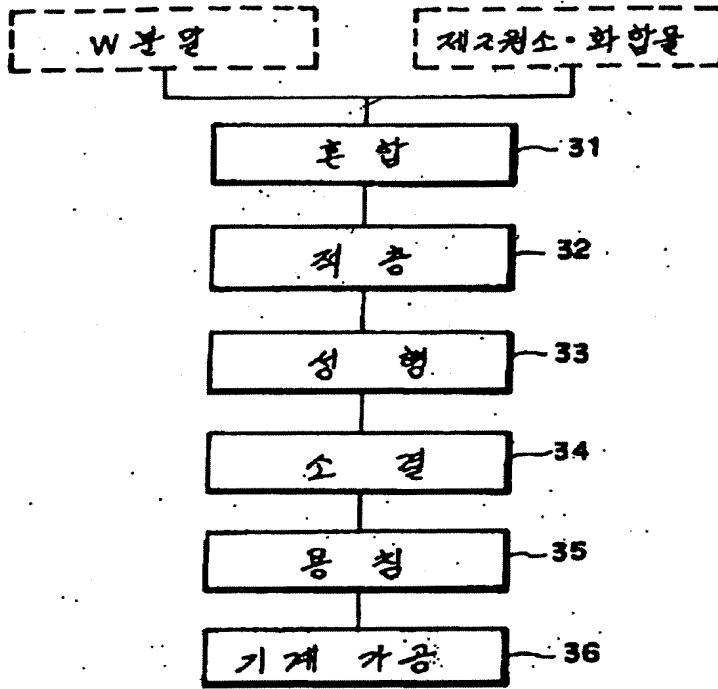 W 분말
제2원소·화합물
혼 합 31
적 층 32
성 형 33
소 결 34
용 침 35
기계 가공 36